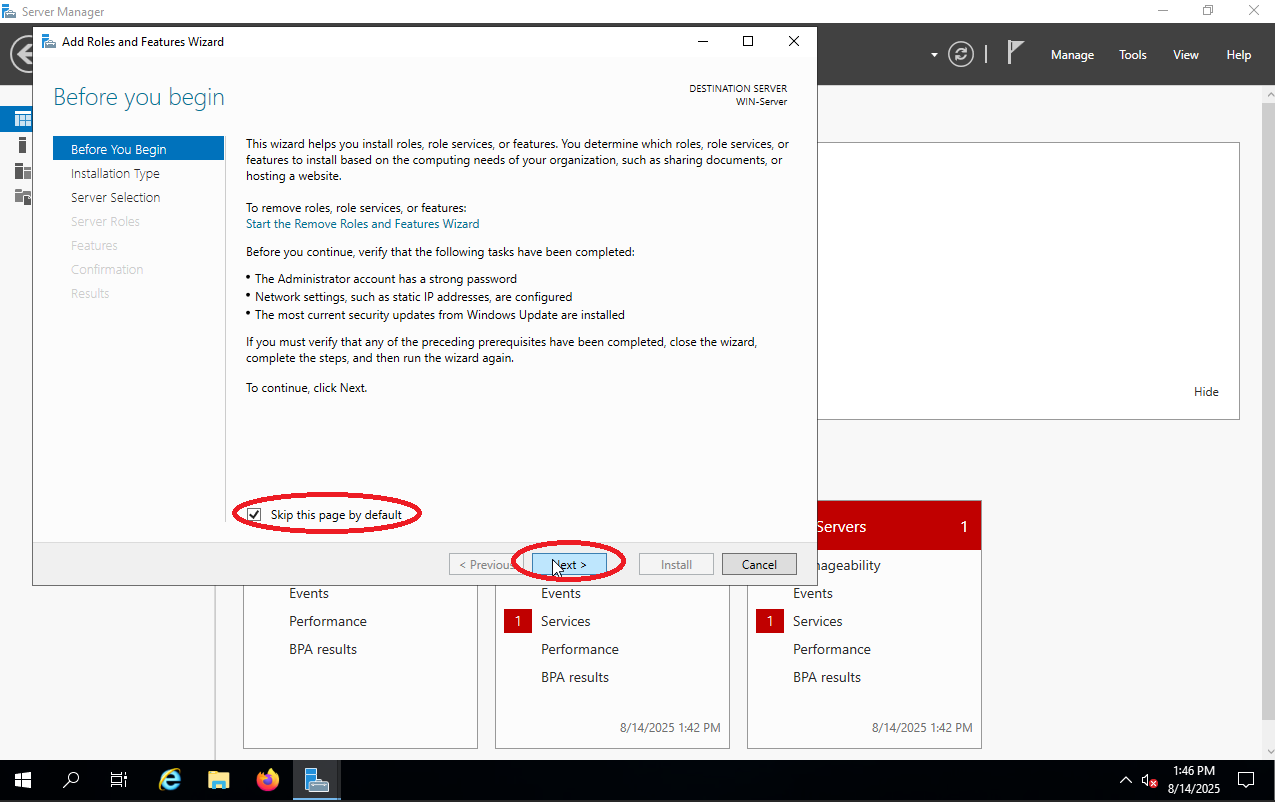 Server Manager
Add Roles and Features Wizard
Manage Tools View Help
Before you begin
DESTINATION SERVER
WIN-Server
Before You Begin
Installation Type
Server Selection
Server Roles
Features
Confirmation
Results
This wizard helps you install roles, role services, or features. You determine which roles, role services, or
features to install based on the computing needs of your organization, such as sharing documents, or
hosting a website.
To remove roles, role services, or features:
Start the Remove Roles and Features Wizard
Before you continue, verify that the following tasks have been completed:
• The Administrator account has a strong password
• Network settings, such as static IP addresses, are configured
• The most current security updates from Windows Update are installed
If you must verify that any of the preceding prerequisites have been completed, close the wizard,
complete the steps, and then run the wizard again.
To continue, click Next.
Hide
Skip this page by default
< Previous Next > Install Cancel
Servers 1
Events
Performance
BPA results
Events
1 Services
Performance
BPA results
8/14/2025 1:42 PM
nageability
Events
1 Services
Performance
BPA results
8/14/2025 1:42 PM
1:46 PM
8/14/2025